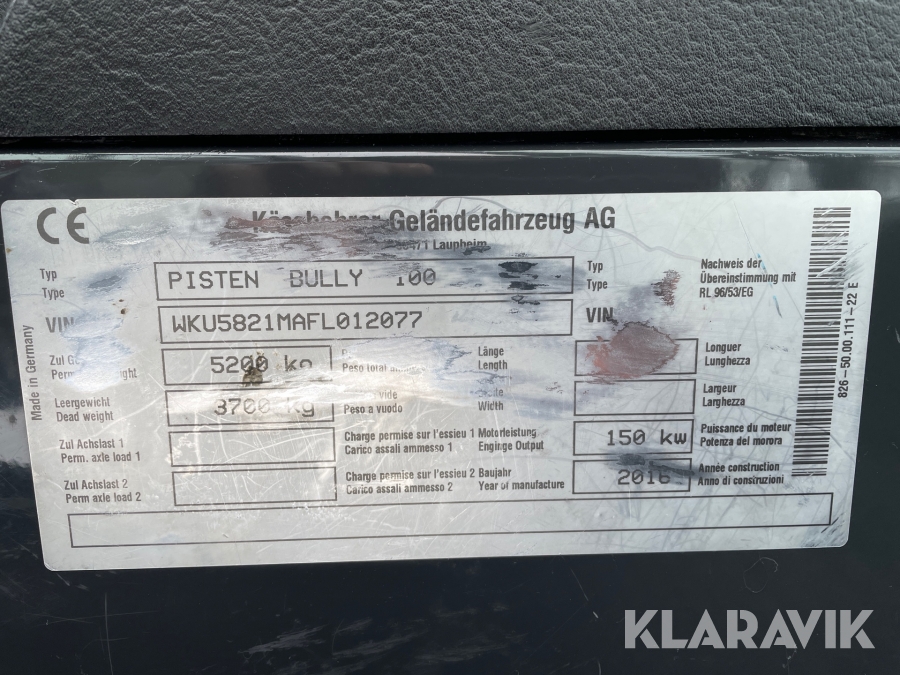 CE Geländefahrzeug AG
Laupheim
Typ
Type
PISTEN BULLY 100
Typ
Type
Nachweis der
Übereinstimmung mit
RL 96/53/EG
VIN
WKU5821MAFL012077
VIN
Zul
5200 kg
Peso total
Länge
Length
Longuer
Lunghezza
Leergewicht
Dead weight
3700 kg
vide
Peso a vuodo
Width
Largeur
Larghezza
Zul Achslast 1
Perm. axle load 1
Charge permise sur l'essieu 1
Carico assali ammesso 1
Motorleistung
Enginge Output
150 kw
Puissance du moteur
Potenza del morora
Zul Achslast 2
Perm axle load 2
Charge permise sur l'essieu 2
Carico assali ammesso 2
Baujahr
Year of manufacture
2016
Année construction
Anno di construzioni
Made in Germany
826-50.00.111-22 E
KLARAVIK